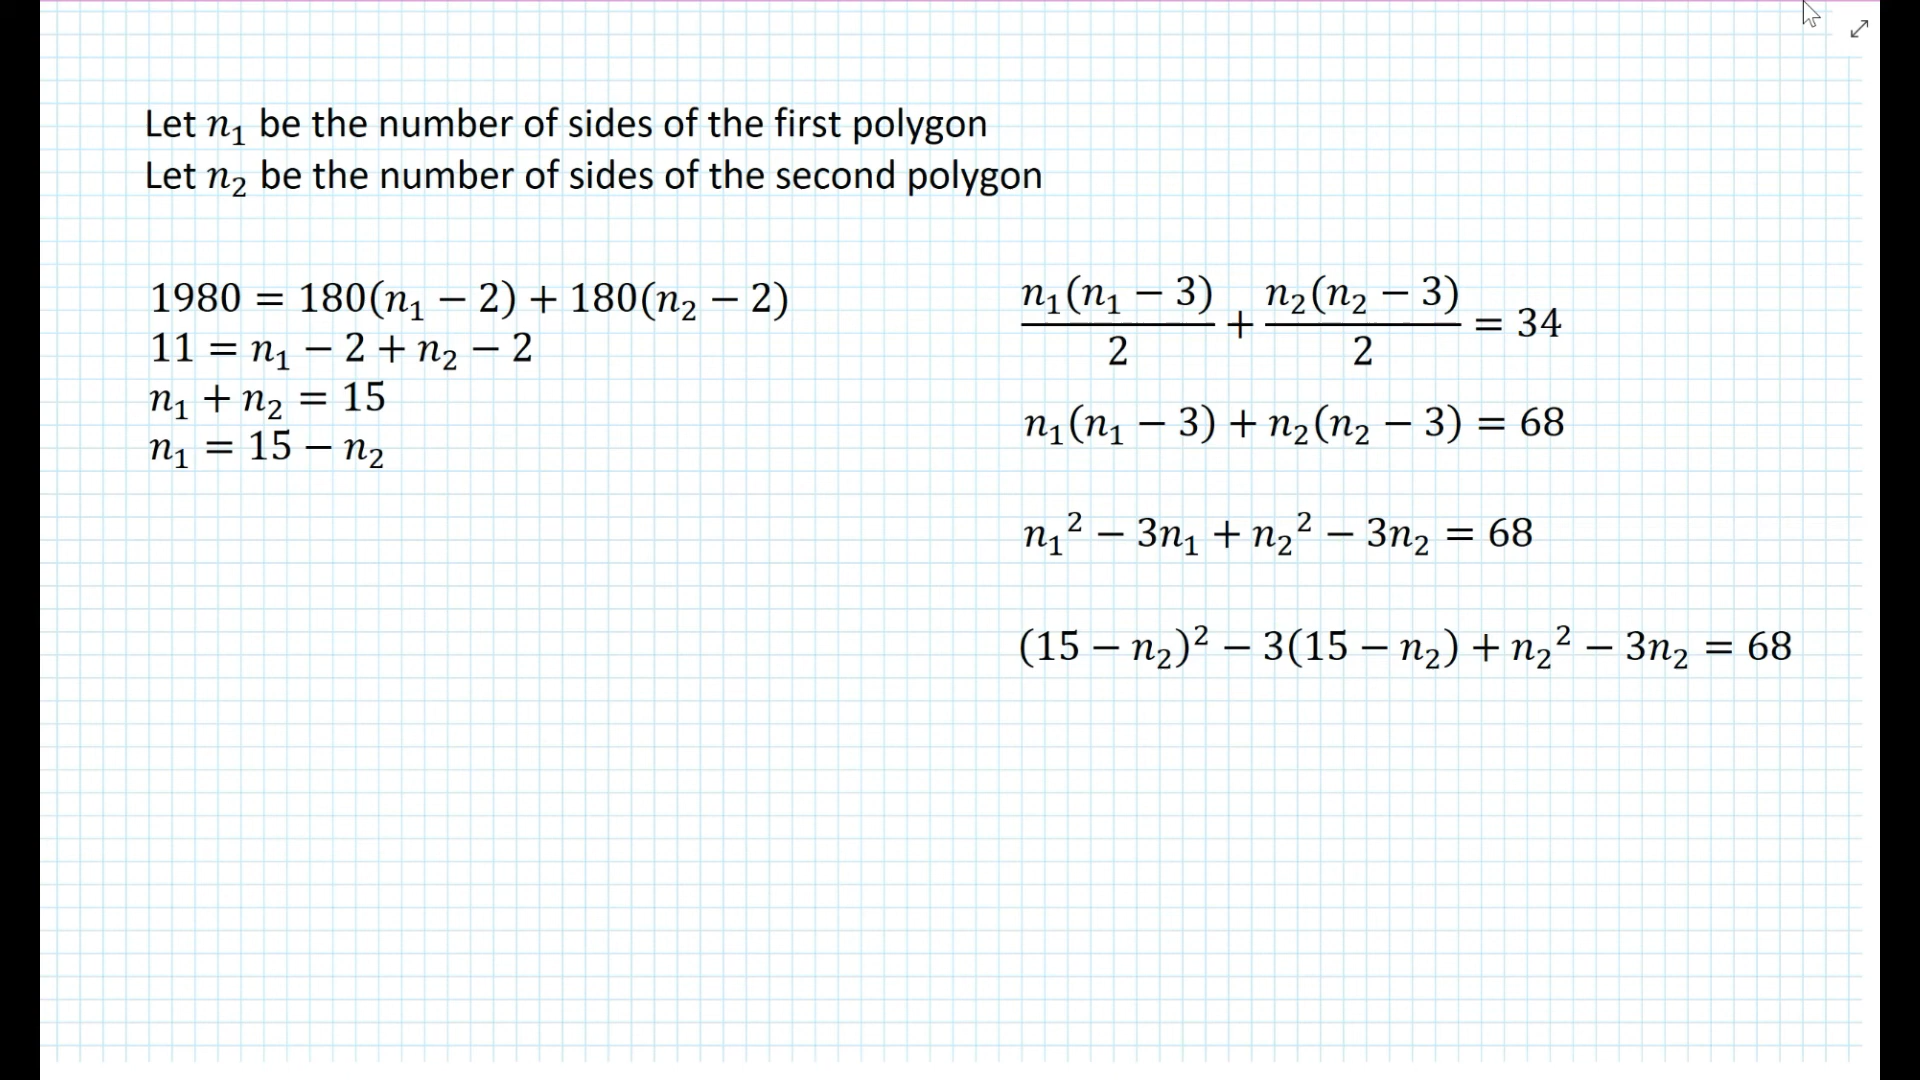 Let n₁ be the number of sides of the first polygon
Let n₂ be the number of sides of the second polygon
1980 = 180(n₁ − 2) + 180(n₂ − 2)
11 = n₁ − 2 + n₂ − 2
n₁ + n₂ = 15
n₁ = 15 − n₂
n₁(n₁ − 3)/2 + n₂(n₂ − 3)/2 = 34
n₁(n₁ − 3) + n₂(n₂ − 3) = 68
n₁² − 3n₁ + n₂² − 3n₂ = 68
(15 − n₂)² − 3(15 − n₂) + n₂² − 3n₂ = 68